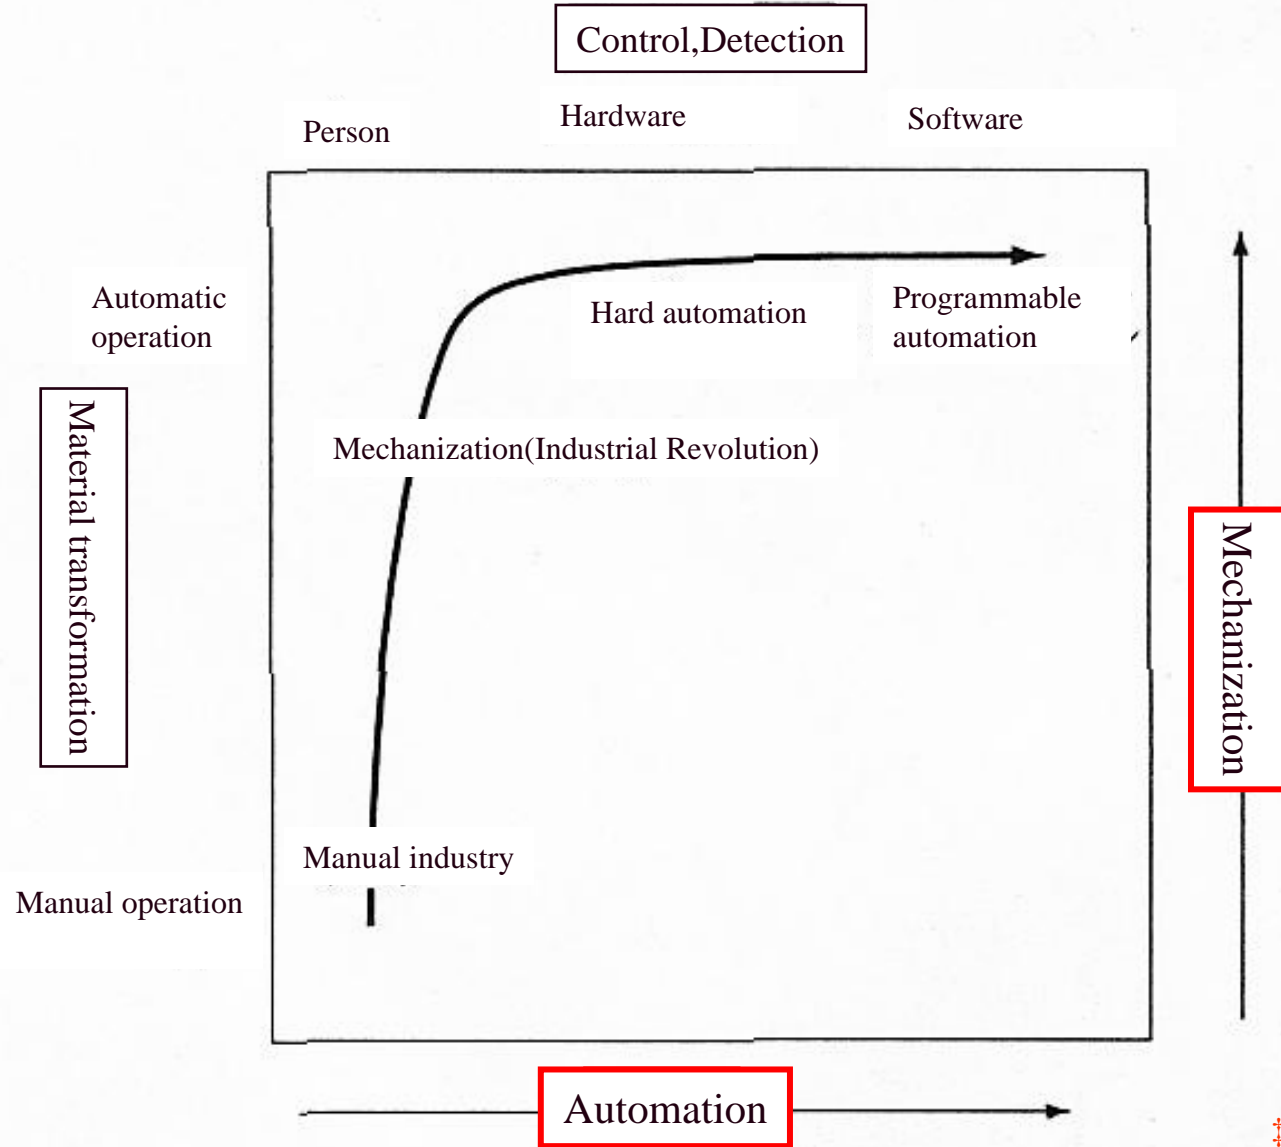 Control,Detection
Person
Hardware
Software
Automatic
operation
Hard automation
Programmable
automation
Material transformation
Mechanization(Industrial Revolution)
Mechanization
Manual industry
Manual operation
Automation